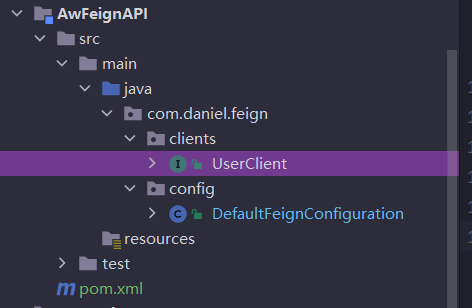 AwFeignAPI
src
main
java
com.daniel.feign
clients
I UserClient
config
C DefaultFeignConfiguration
resources
test
m pom.xml